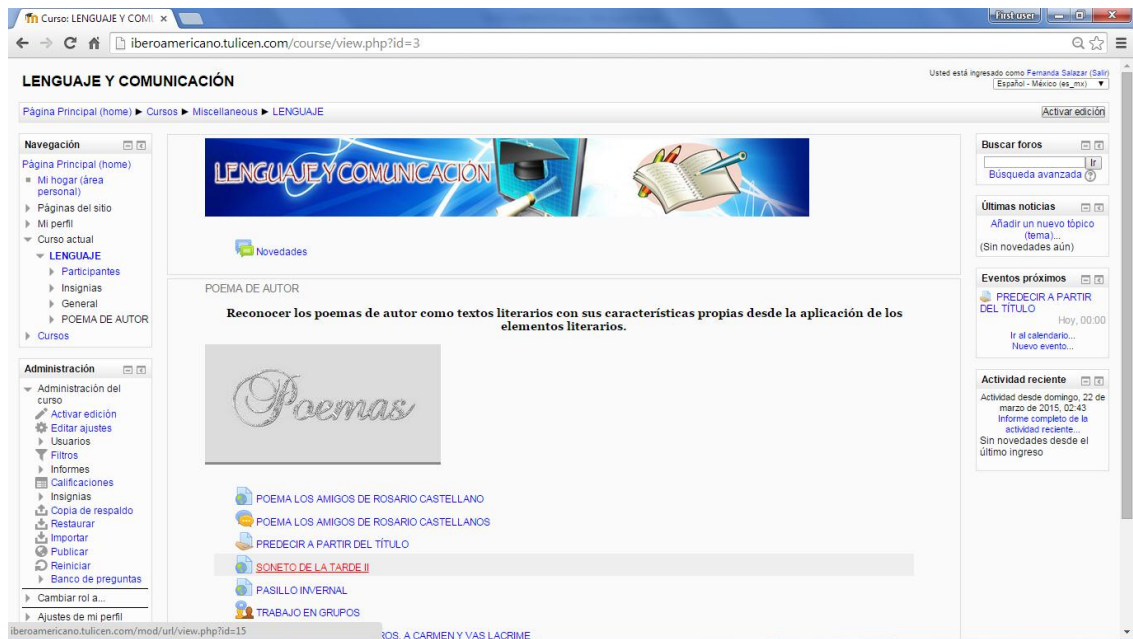 Curso: LENGUAJE Y COMU
First user
iberoamericano.tulicen.com/course/view.php?id=3
LENGUAJE Y COMUNICACIÓN
Usted está ingresado como Fernanda Salazar (Salir)
Español - México (es_mx)
Página Principal (home) ► Cursos ► Miscellaneous ► LENGUAJE
Activar edición
Navegación
Página Principal (home)
Mi hogar (área
personal)
Páginas del sitio
Mi perfil
Curso actual
LENGUAJE
Participantes
Insignias
General
POEMA DE AUTOR
Cursos
Administración
Administración del
curso
Activar edición
Editar ajustes
Usuarios
Filtros
Informes
Calificaciones
Insignias
Copia de respaldo
Restaurar
Importar
Publicar
Reiniciar
Banco de preguntas
Cambiar rol a...
Ajustes de mi perfil
iberoamericano.tulicen.com/mod/url/view.php?id=15
LENGUAJE Y COMUNICACIÓN
Novedades
POEMA DE AUTOR
Reconocer los poemas de autor como textos literarios con sus características propias desde la aplicación de los
elementos literarios.
Poemas
POEMA LOS AMIGOS DE ROSARIO CASTELLANO
POEMA LOS AMIGOS DE ROSARIO CASTELLANOS
PREDECIR A PARTIR DEL TÍTULO
SONETO DE LA TARDE II
PASILLO INVERNAL
TRABAJO EN GRUPOS
A CARMEN Y VAS LACRIME
Buscar foros
Ir
Búsqueda avanzada
Últimas noticias
Añadir un nuevo tópico
(tema)...
(Sin novedades aún)
Eventos próximos
PREDECIR A PARTIR
DEL TÍTULO
Hoy, 00:00
Ir al calendario...
Nuevo evento...
Actividad reciente
Actividad desde domingo, 22 de
marzo de 2015, 02:43
Informe completo de la
actividad reciente...
Sin novedades desde el
último ingreso